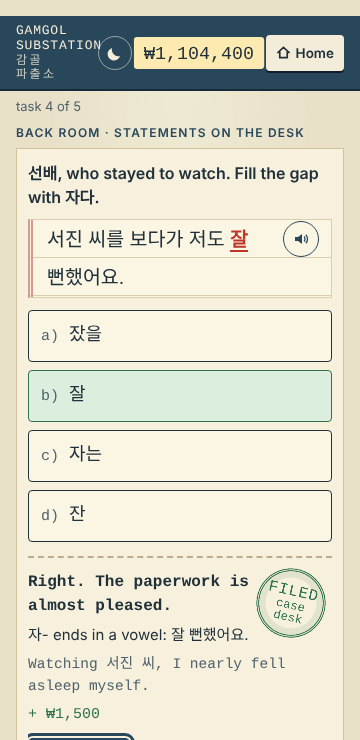 GAMGOL
SUBSTATION
감골
파출소
₩1,104,400
Home
task 4 of 5
BACK ROOM · STATEMENTS ON THE DESK
선배, who stayed to watch. Fill the gap
with 자다.
서진 씨를 보다가 저도 잘
뻔했어요.
a) 잤을
b) 잘
c) 자는
d) 잔
Right. The paperwork is
almost pleased.
FILED
case
desk
자- ends in a vowel: 잘 뻔했어요.
Watching 서진 씨, I nearly fell
asleep myself.
+ ₩1,500